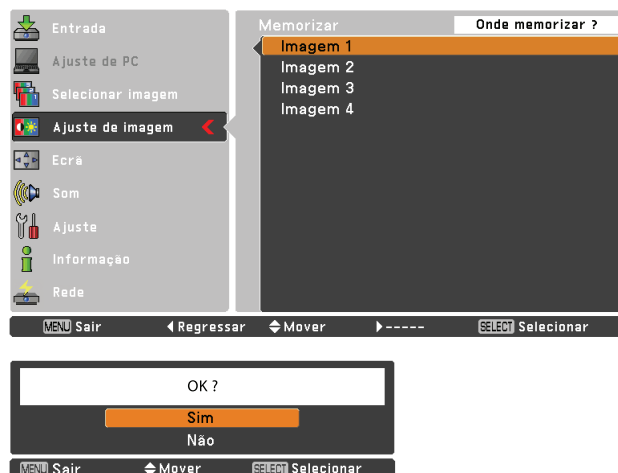 Entrada
Ajuste de PC
Selecionar imagem
Ajuste de imagem
Ecrã
Som
Ajuste
Informação
Rede
Memorizar
Onde memorizar ?
Imagem 1
Imagem 2
Imagem 3
Imagem 4
MENU Sair Regressar Mover ----- SELECT Selecionar
OK ?
Sim
Não
MENU Sair Mover SELECT Selecionar